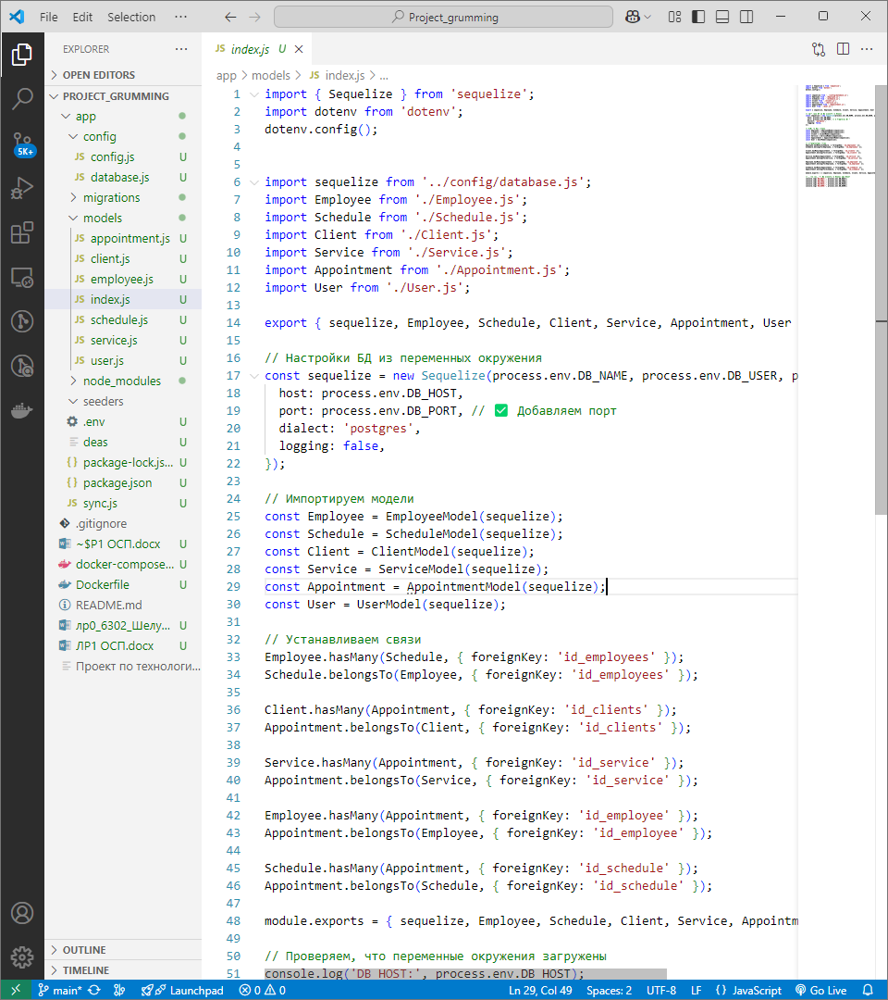 File Edit Selection ··· Project_grumming
EXPLORER ···
OPEN EDITORS
PROJECT_GRUMMING
app
config
JS config.js U
JS database.js U
migrations
models
JS appointment.js U
JS client.js U
JS employee.js U
JS index.js U
JS schedule.js U
JS service.js U
JS user.js U
node_modules
seeders
.env U
deas U
{} package-lock.js... U
{} package.json U
JS sync.js U
.gitignore
~$Р1 ОСП.docx U
docker-compose... U
Dockerfile U
README.md
лр0_6302_Шелу... U
ЛР1 ОСП.docx U
Проект по технологи...
OUTLINE
TIMELINE
5K+
JS index.js U
app > models > JS index.js > ...
1 import { Sequelize } from 'sequelize';
2 import dotenv from 'dotenv';
3 dotenv.config();
4
5
6 import sequelize from ' ../config/database.js';
7 import Employee from './Employee.js';
8 import Schedule from './Schedule.js';
9 import Client from './Client.js';
10 import Service from './Service.js';
11 import Appointment from './Appointment.js';
12 import User from './User.js';
13
14 export { sequelize, Employee, Schedule, Client, Service, Appointment, User
15
16 // Настройки БД из переменных окружения
17 const sequelize = new Sequelize(process.env.DB_NAME, process.env.DB_USER, p
18 host: process.env.DB_HOST,
19 port: process.env.DB_PORT, // ✅ Добавляем порт
20 dialect: 'postgres',
21 logging: false,
22 });
23
24 // Импортируем модели
25 const Employee = EmployeeModel(sequelize);
26 const Schedule = ScheduleModel(sequelize);
27 const Client = ClientModel(sequelize);
28 const Service = ServiceModel(sequelize);
29 const Appointment = AppointmentModel(sequelize);
30 const User = UserModel(sequelize);
31
32 // Устанавливаем связи
33 Employee.hasMany(Schedule, { foreignKey: 'id_employees' });
34 Schedule.belongsTo(Employee, { foreignKey: 'id_employees' });
35
36 Client.hasMany(Appointment, { foreignKey: 'id_clients' });
37 Appointment.belongsTo(Client, { foreignKey: 'id_clients' });
38
39 Service.hasMany(Appointment, { foreignKey: 'id_service' });
40 Appointment.belongsTo(Service, { foreignKey: 'id_service' });
41
42 Employee.hasMany(Appointment, { foreignKey: 'id_employee' });
43 Appointment.belongsTo(Employee, { foreignKey: 'id_employee' });
44
45 Schedule.hasMany(Appointment, { foreignKey: 'id_schedule' });
46 Appointment.belongsTo(Schedule, { foreignKey: 'id_schedule' });
47
48 module.exports = { sequelize, Employee, Schedule, Client, Service, Appointm
49
50 // Проверяем, что переменные окружения загружены
51 console.log('DB_HOST:', process.env.DB_HOST);
main* Launchpad 0 0 Ln 29, Col 49 Spaces: 2 UTF-8 LF {} JavaScript Go Live